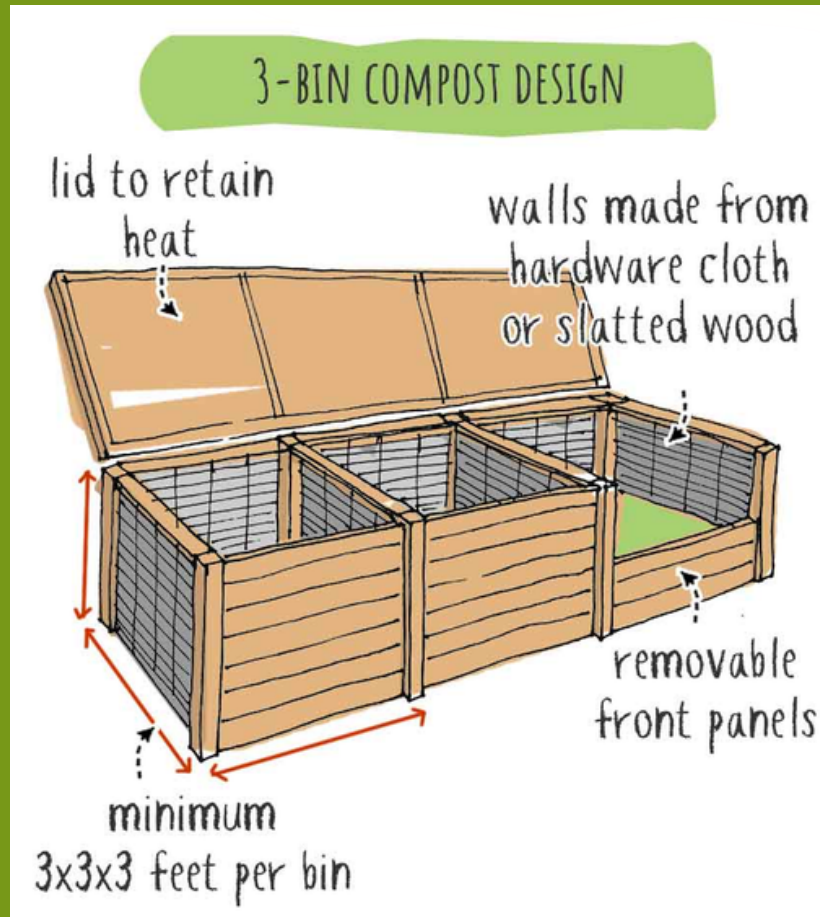 3-BIN COMPOST DESIGN
lid to retain
heat
walls made from
hardware cloth
or slatted wood
removable
front panels
minimum
3x3x3 feet per bin